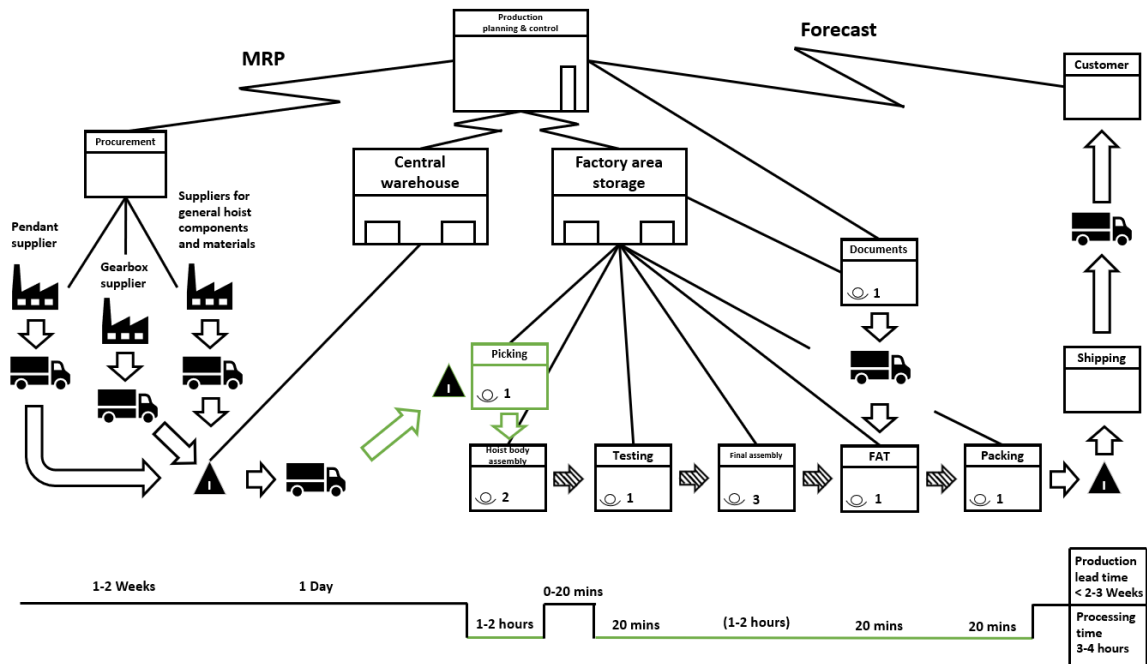 Production
planning & control
Forecast
MRP
Customer
Procurement
Central
warehouse
Factory area
storage
Suppliers for
general hoist
components
and materials
Pendant
supplier
Gearbox
supplier
Documents
1
Picking
1
Shipping
Hoist body
assembly
2
Testing
1
Final assembly
3
FAT
1
Packing
1
I
I
I
1-2 Weeks
1 Day
0-20 mins
1-2 hours
20 mins
(1-2 hours)
20 mins
20 mins
Production
lead time
< 2-3 Weeks
Processing
time
3-4 hours